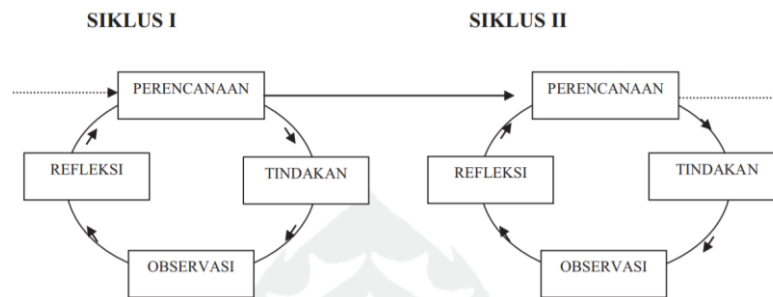 SIKLUS I
SIKLUS II
PERENCANAAN
PERENCANAAN
REFLEKSI
TINDAKAN
REFLEKSI
TINDAKAN
OBSERVASI
OBSERVASI